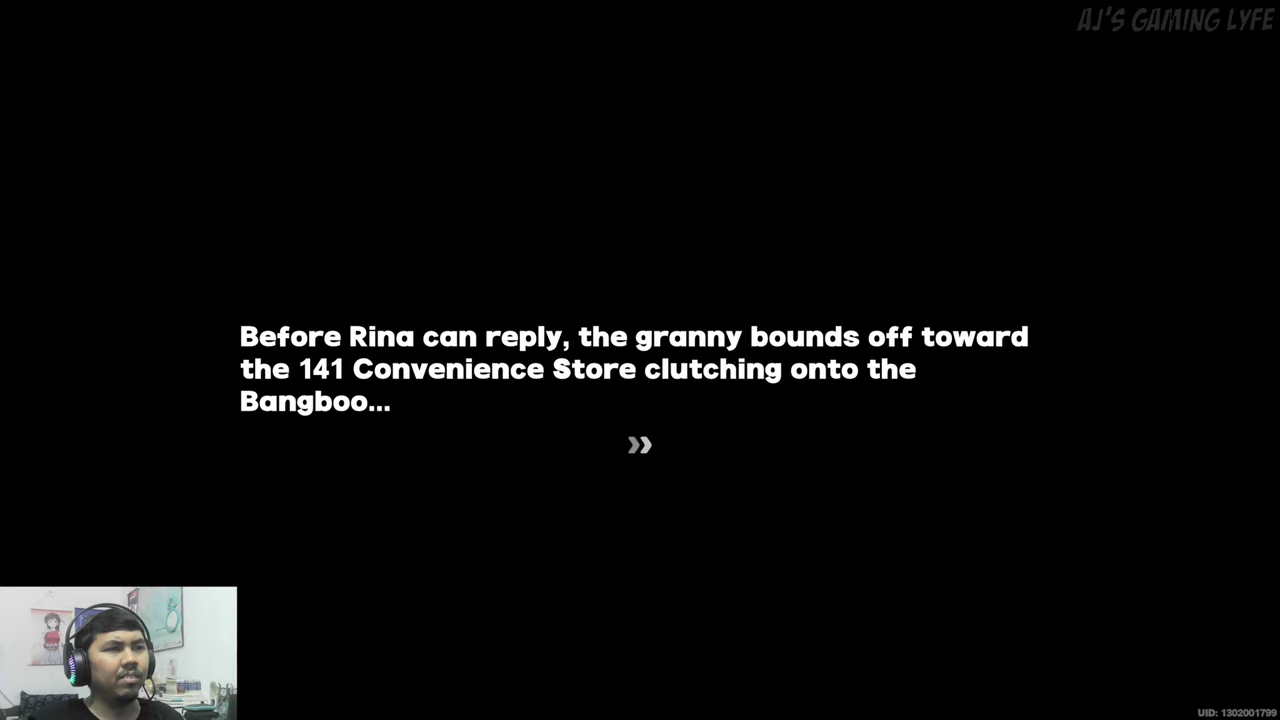 AJ'S GAMING LYFE
Before Rina can reply, the granny bounds off toward
the 141 Convenience Store clutching onto the
Bangboo...
UID: 1302001799